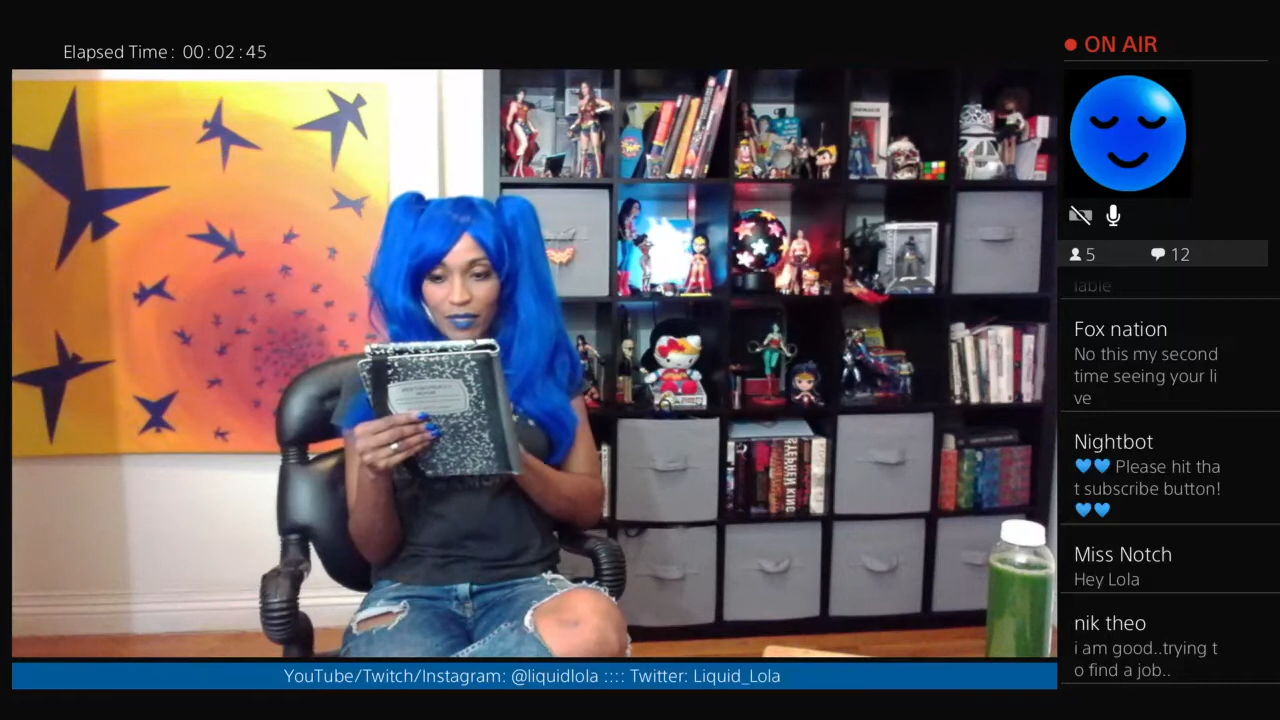 Elapsed Time: 00:02:45
ON AIR
5 12
Fox nation
No this my second
time seeing your li
ve
Nightbot
💙💙 Please hit tha
t subscribe button!
💙💙
Miss Notch
Hey Lola
nik theo
i am good..trying t
o find a job..
STEPHEN KING
YouTube/Twitch/Instagram: @liquidlola :::: Twitter: Liquid_Lola